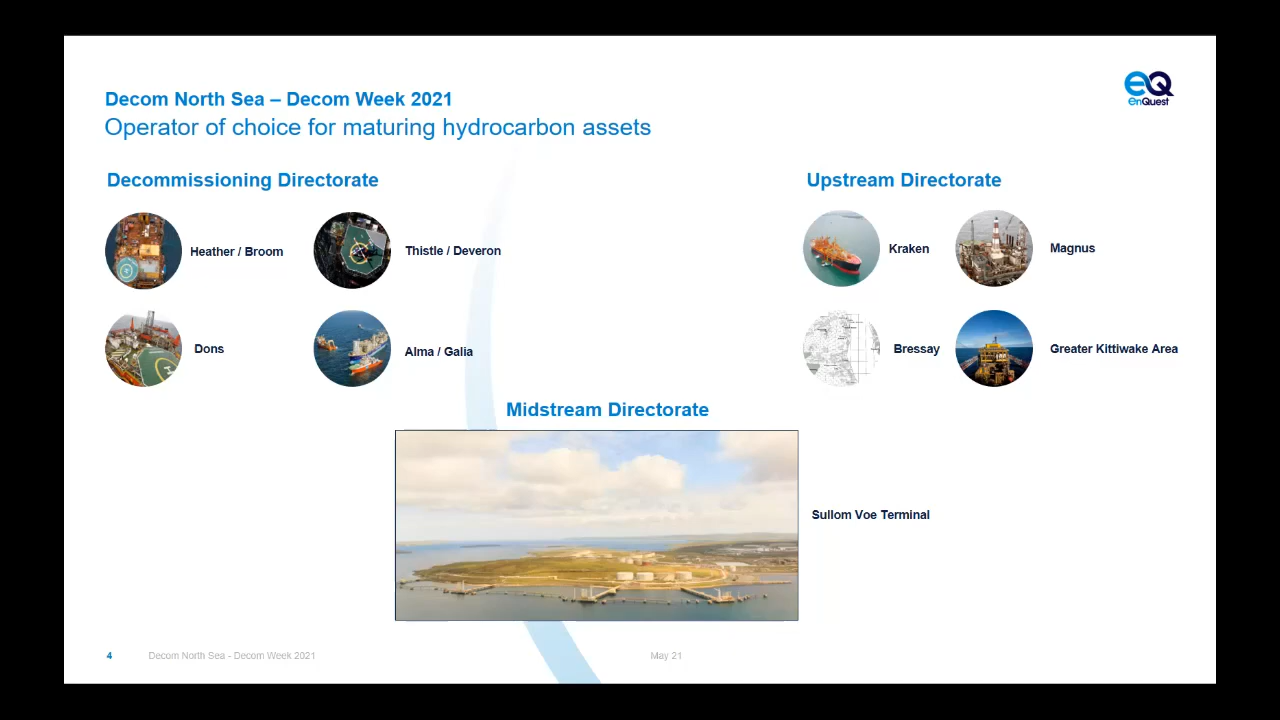 Decom North Sea – Decom Week 2021
Operator of choice for maturing hydrocarbon assets
eQ
enQuest
Decommissioning Directorate
Heather / Broom
Thistle / Deveron
Dons
Alma / Galia
Upstream Directorate
Kraken
Magnus
Bressay
Greater Kittiwake Area
Midstream Directorate
Sullom Voe Terminal
4
Decom North Sea - Decom Week 2021
May 21